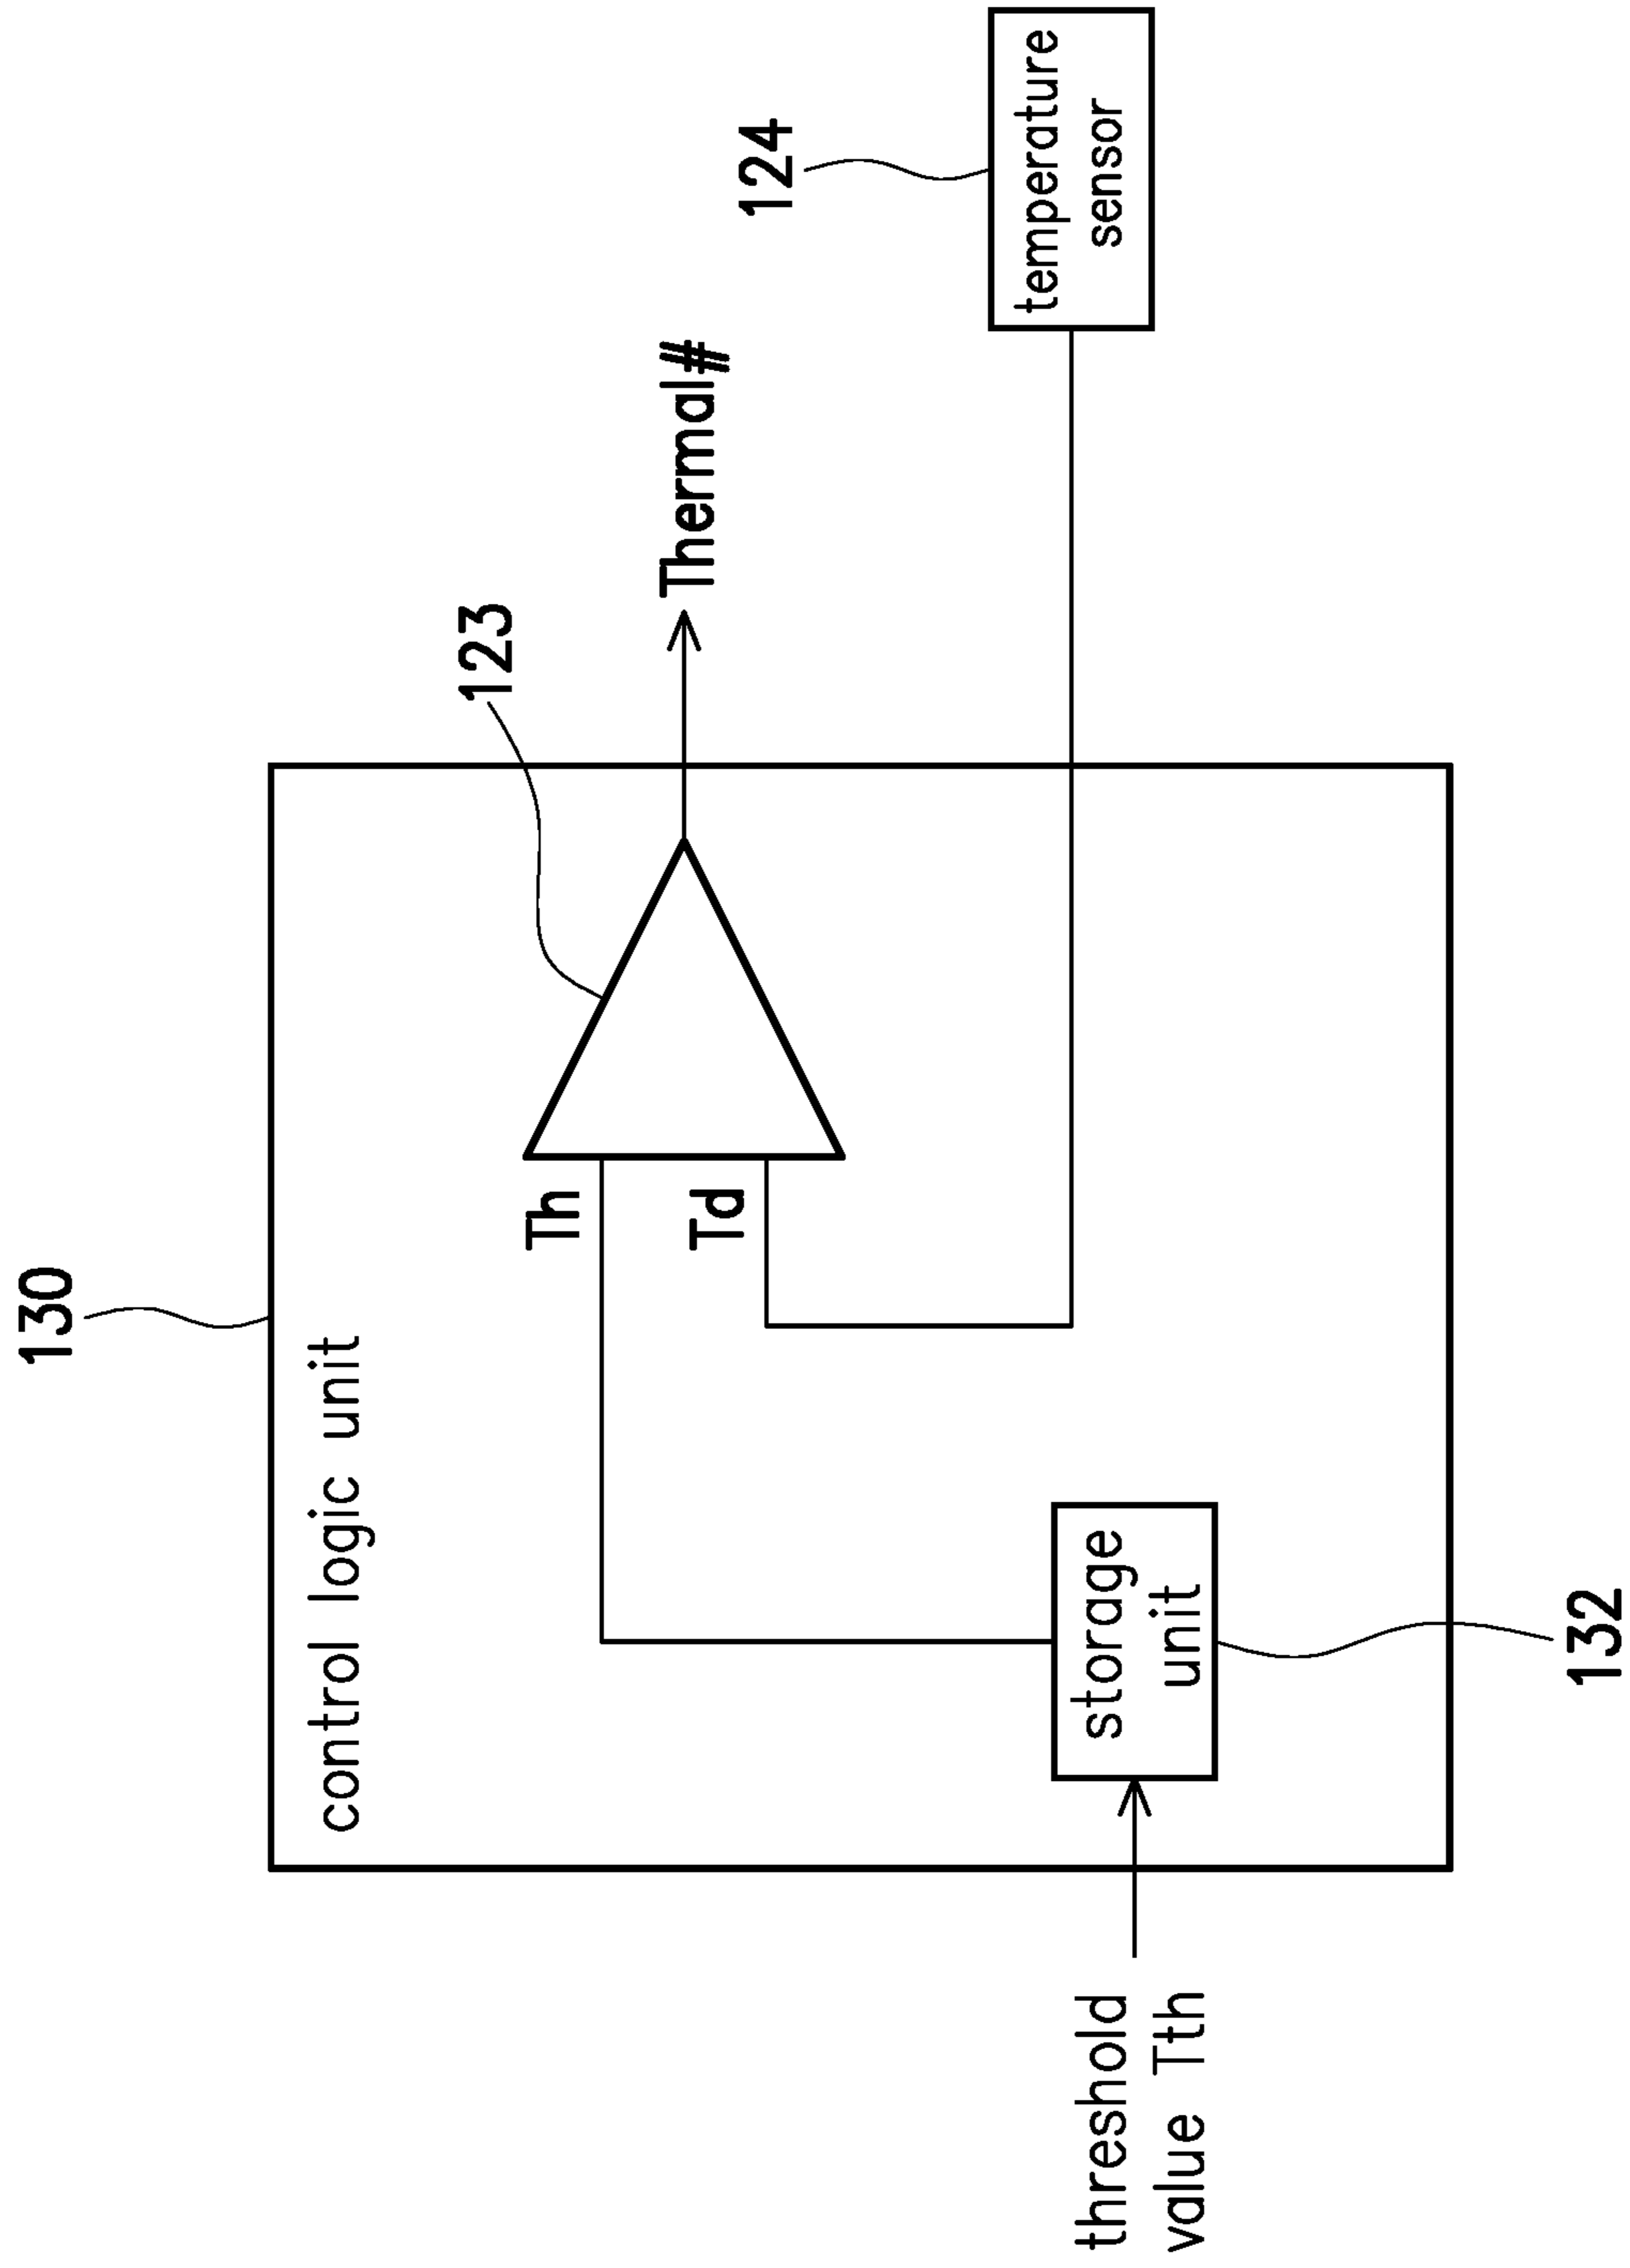 130
control logic unit
123
Th
Thermal#
Td
124
temperature
sensor
storage
unit
threshold
value Tth
132